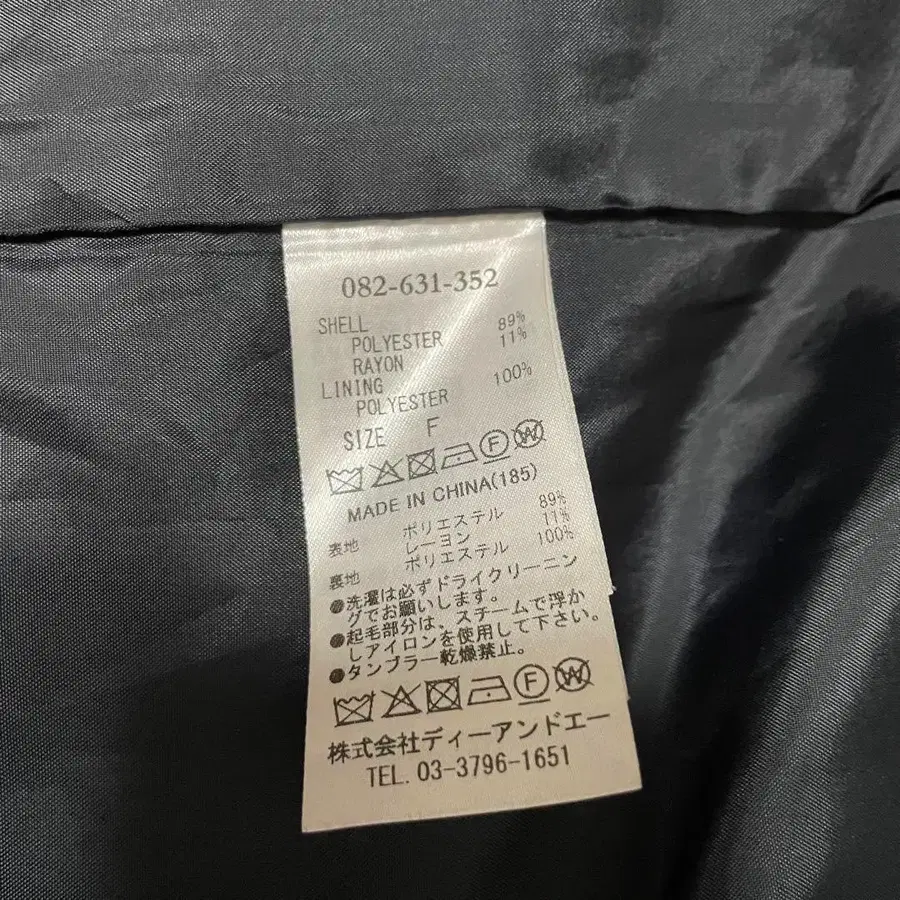 082-631-352
SHELL
POLYESTER 89%
RAYON 11%
LINING
POLYESTER 100%
SIZE F
F W
MADE IN CHINA(185)
表地 ポリエステル 89%
レーヨン 11%
裏地 ポリエステル 100%
●洗濯は必ずドライクリーニン
グでお願いします。
●起毛部分は、スチームで浮か
しアイロンを使用して下さい。
●タンブラー乾燥禁止。
F W
株式会社ディーアンドエー
TEL. 03-3796-1651